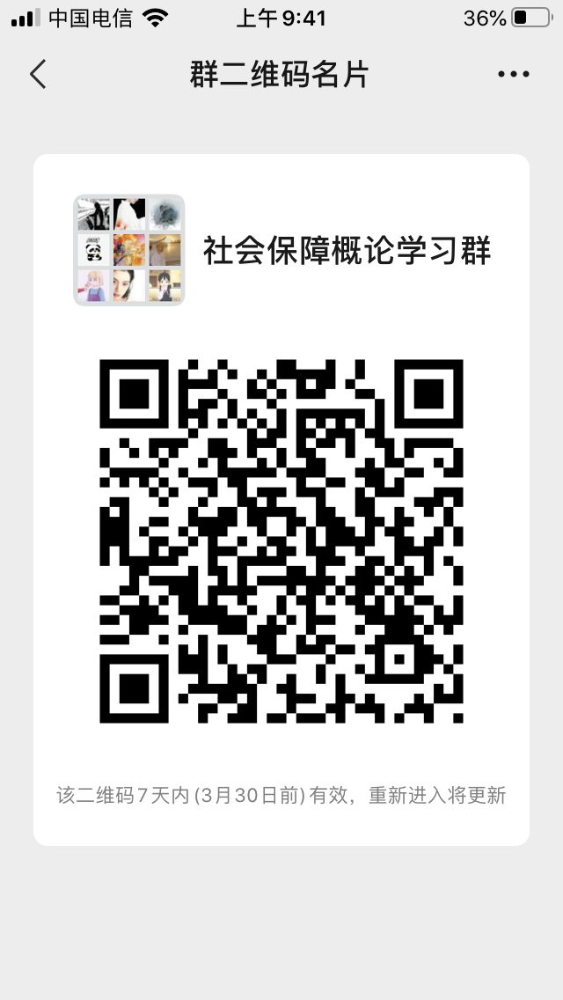 中国电信 上午9:41 36%
群二维码名片
社会保障概论学习群
该二维码7天内(3月30日前)有效，重新进入将更新